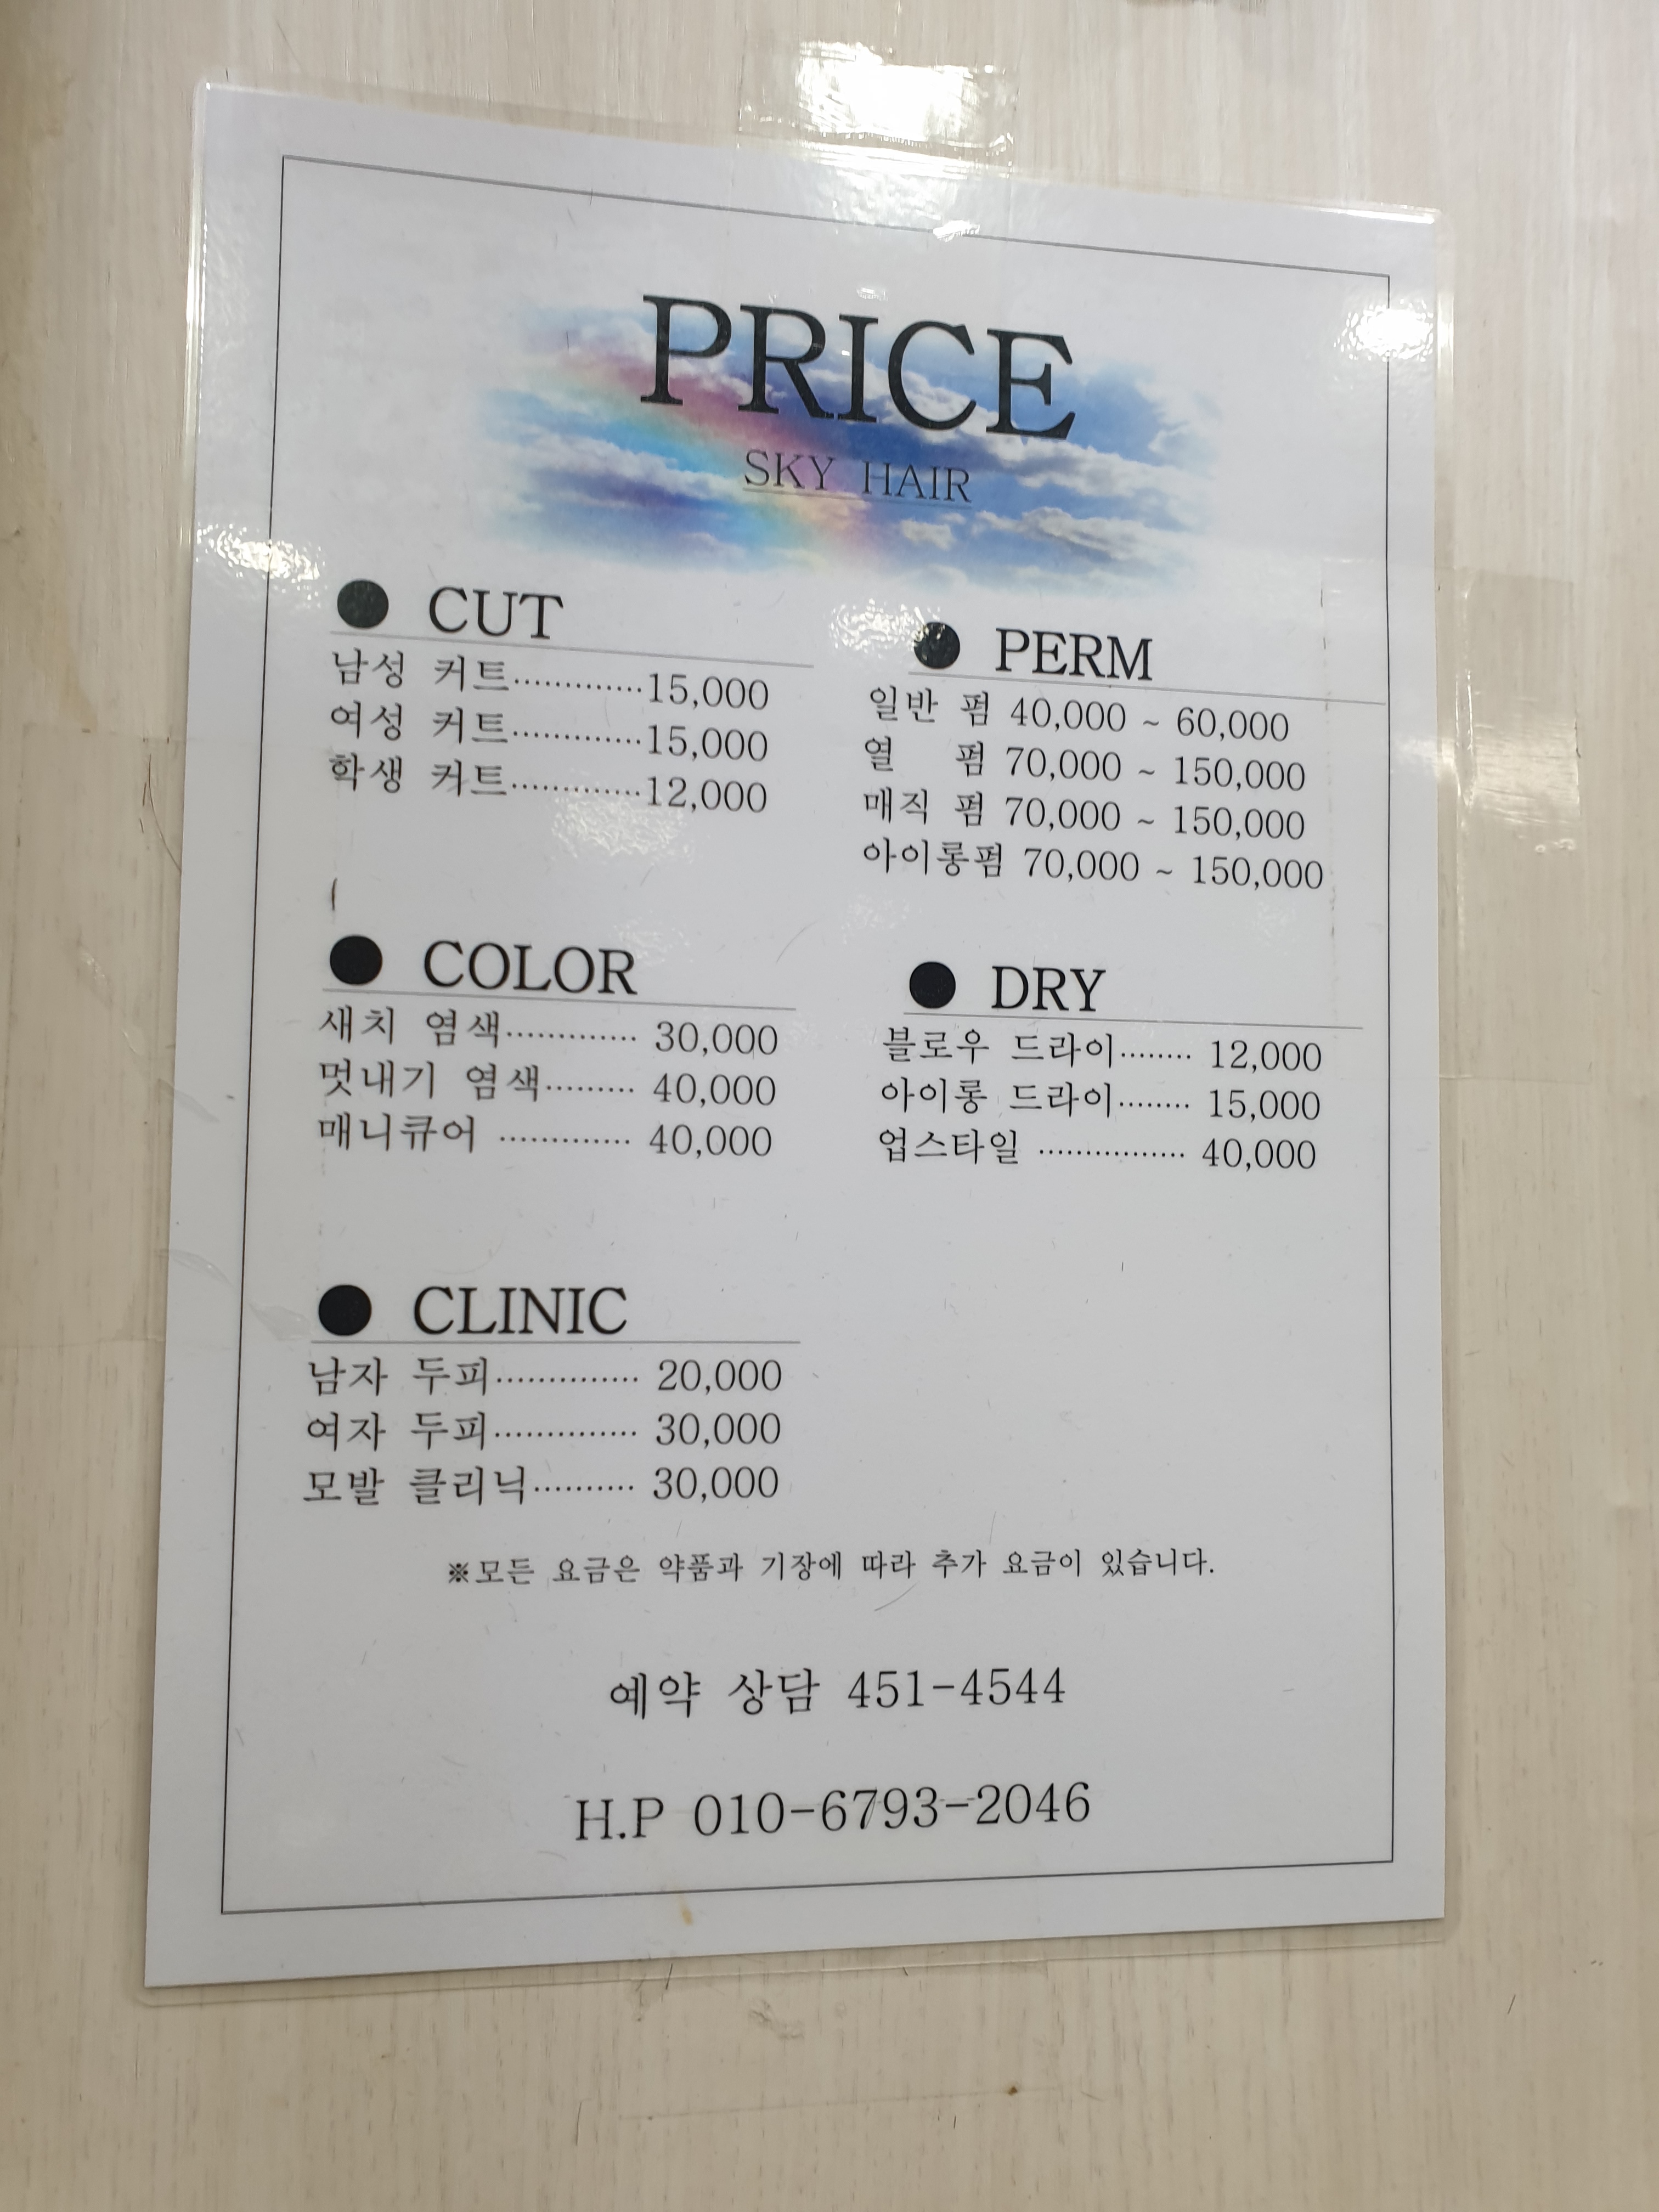 PRICE
SKY HAIR
● CUT
남성 커트·············15,000
여성 커트·············15,000
학생 커트·············12,000
● PERM
일반 펌 40,000 ~ 60,000
열 펌 70,000 ~ 150,000
매직 펌 70,000 ~ 150,000
아이롱펌 70,000 ~ 150,000
● COLOR
새치 염색············· 30,000
멋내기 염색········· 40,000
매니큐어 ············· 40,000
● DRY
블로우 드라이········ 12,000
아이롱 드라이········ 15,000
업스타일 ················ 40,000
● CLINIC
남자 두피·············· 20,000
여자 두피·············· 30,000
모발 클리닉·········· 30,000
※모든 요금은 약품과 기장에 따라 추가 요금이 있습니다.
예약 상담 451-4544
H.P 010-6793-2046